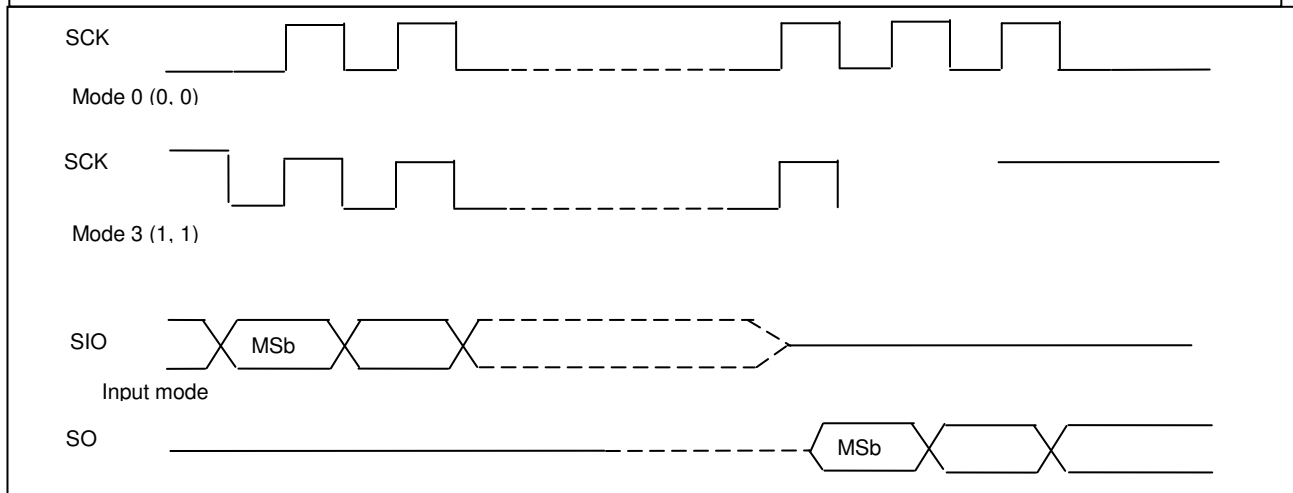 SCK
Mode 0 (0, 0)
SCK
Mode 3 (1, 1)
SIO
MSb
Input mode
SO
MSb